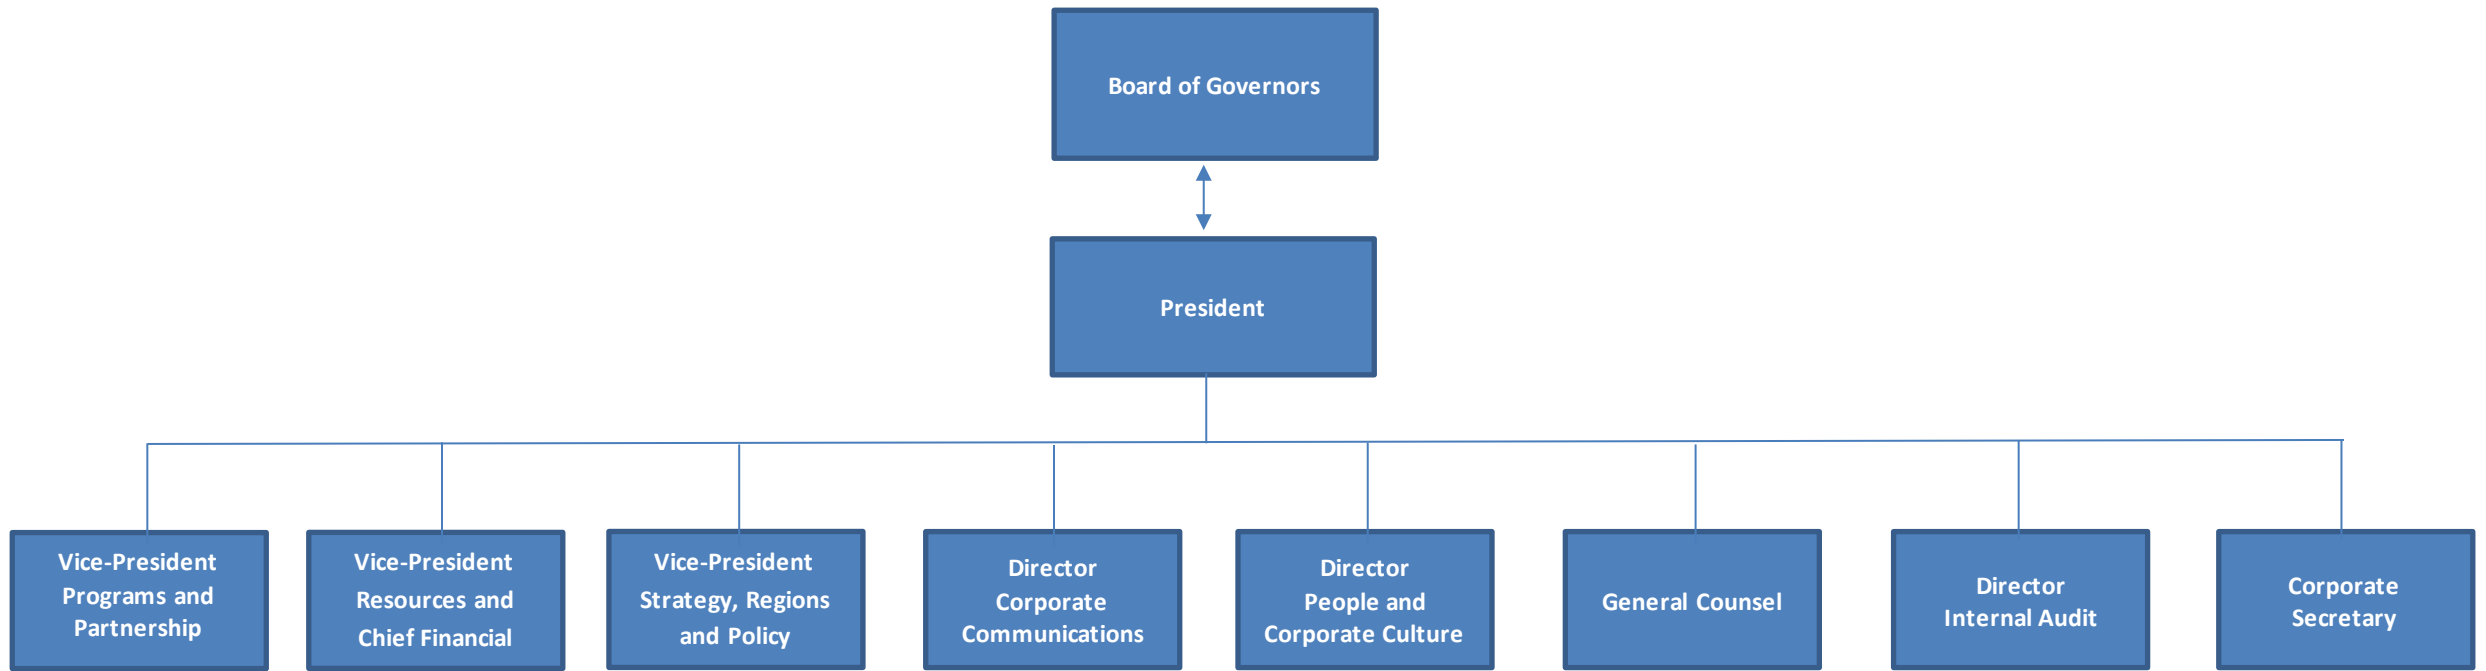 Board of Governors
President
Vice-President
Programs and
Partnership
Vice-President
Resources and
Chief Financial
Vice-President
Strategy, Regions
and Policy
Director
Corporate
Communications
Director
People and
Corporate Culture
General Counsel
Director
Internal Audit
Corporate
Secretary